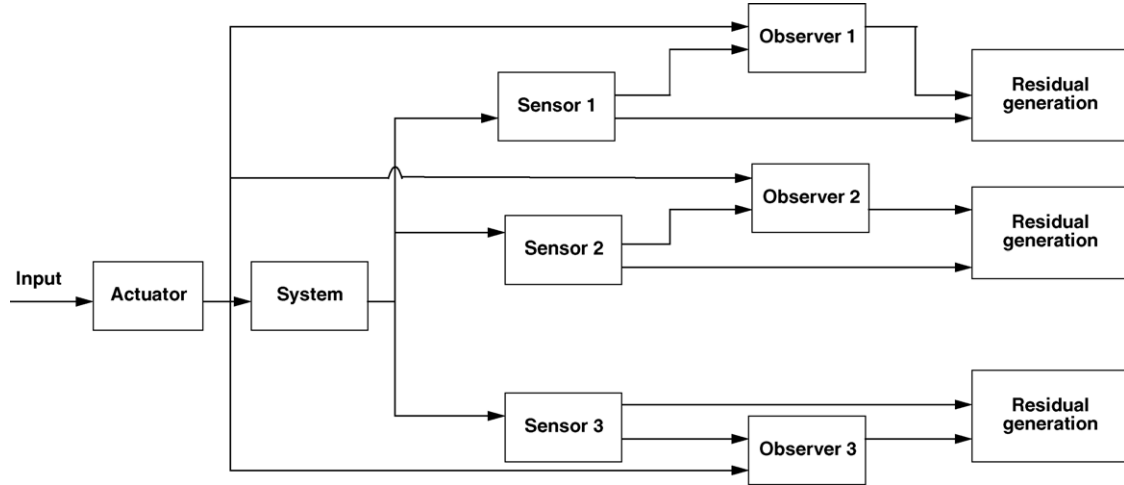 Observer 1
Residual
generation
Sensor 1
Observer 2
Residual
generation
Sensor 2
Input
Actuator
System
Residual
generation
Sensor 3
Observer 3